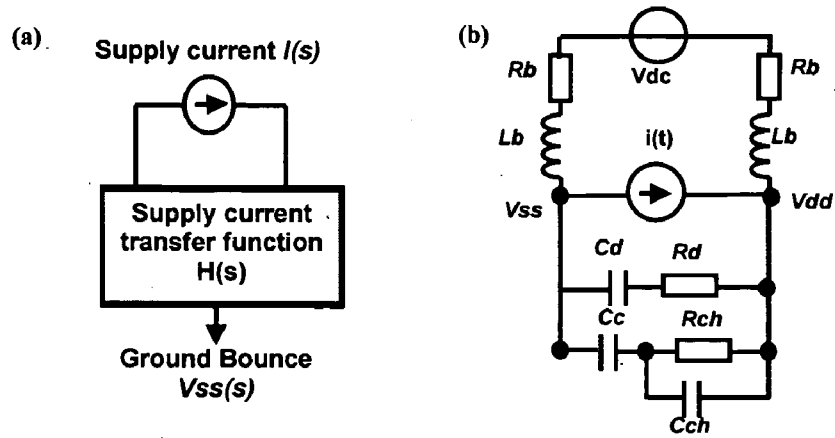 (a)
Supply current I(s)
Supply current
transfer function
H(s)
Ground Bounce
Vss(s)
(b)
Rb
Vdc
Rb
Lb
i(t)
Lb
Vss
Vdd
Cd
Rd
Cc
Rch
Cch